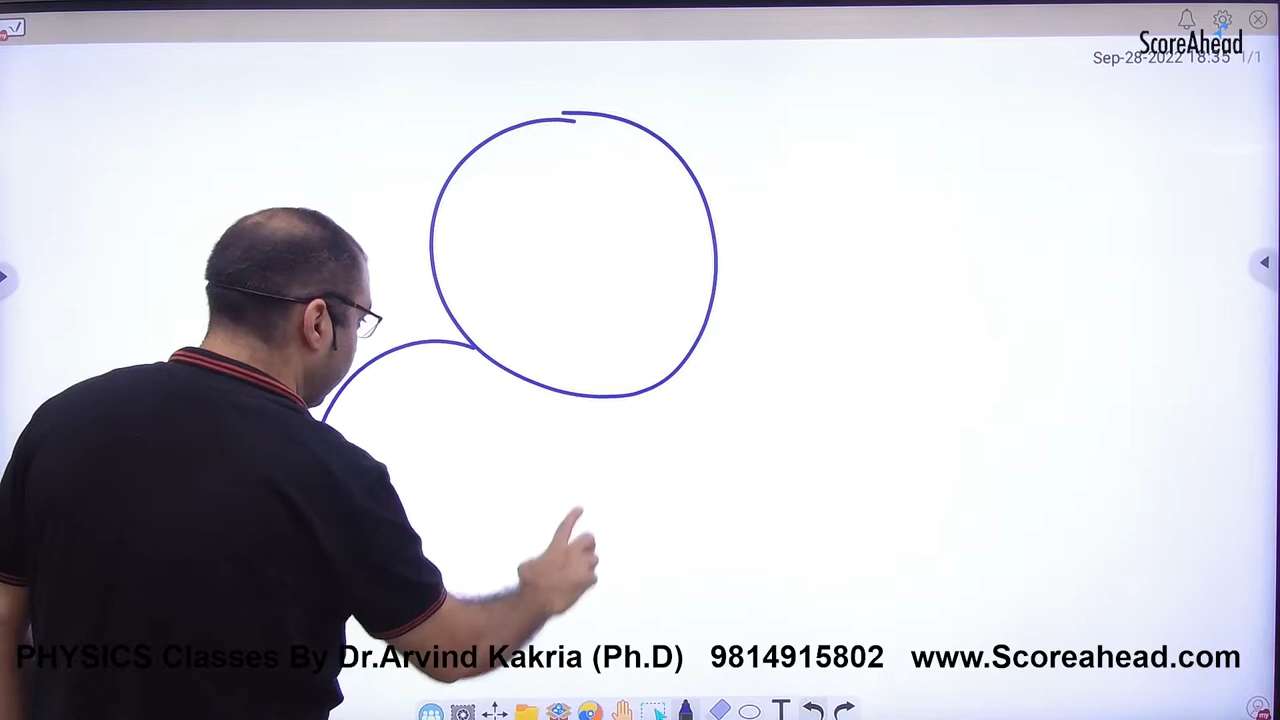 ScoreAhead
Sep-28-2022 18:35 1/1
PHYSICS Classes By Dr.Arvind Kakria (Ph.D) 9814915802 www.Scoreahead.com
T